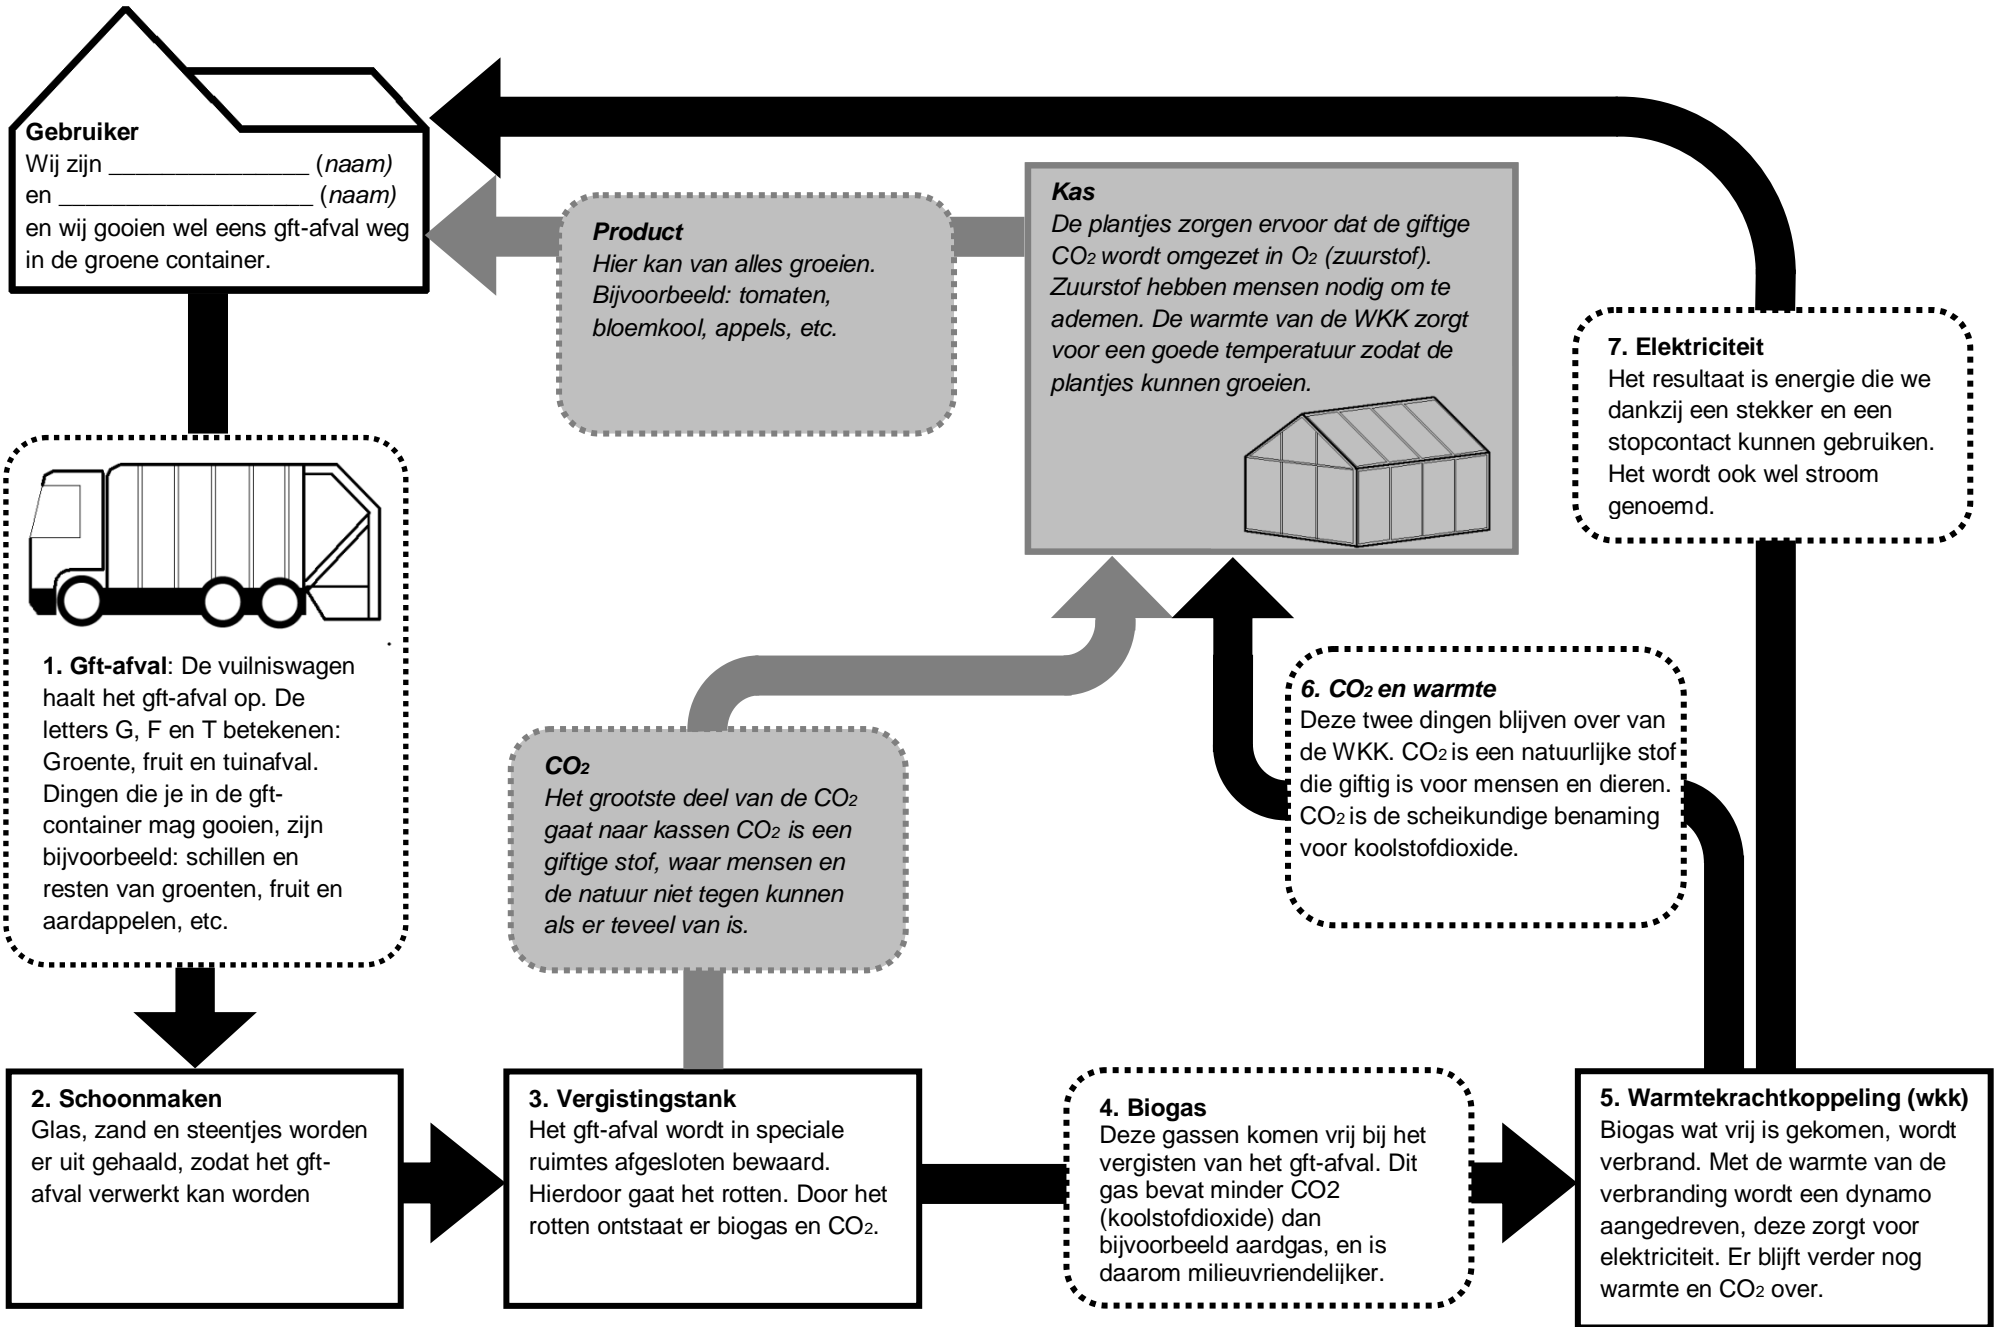 Gebruiker
Wij zijn _______________ (naam)
en ___________________ (naam)
en wij gooien wel eens gft-afval weg
in de groene container.
Product
Hier kan van alles groeien.
Bijvoorbeeld: tomaten,
bloemkool, appels, etc.
Kas
De plantjes zorgen ervoor dat de giftige
CO2 wordt omgezet in O2 (zuurstof).
Zuurstof hebben mensen nodig om te
ademen. De warmte van de WKK zorgt
voor een goede temperatuur zodat de
plantjes kunnen groeien.
7. Elektriciteit
Het resultaat is energie die we
dankzij een stekker en een
stopcontact kunnen gebruiken.
Het wordt ook wel stroom
genoemd.
.
1. Gft-afval: De vuilniswagen
haalt het gft-afval op. De
letters G, F en T betekenen:
Groente, fruit en tuinafval.
Dingen die je in de gft-
container mag gooien, zijn
bijvoorbeeld: schillen en
resten van groenten, fruit en
aardappelen, etc.
CO2
Het grootste deel van de CO2
gaat naar kassen CO2 is een
giftige stof, waar mensen en
de natuur niet tegen kunnen
als er teveel van is.
6. CO2 en warmte
Deze twee dingen blijven over van
de WKK. CO2 is een natuurlijke stof
die giftig is voor mensen en dieren.
CO2 is de scheikundige benaming
voor koolstofdioxide.
2. Schoonmaken
Glas, zand en steentjes worden
er uit gehaald, zodat het gft-
afval verwerkt kan worden
3. Vergistingstank
Het gft-afval wordt in speciale
ruimtes afgesloten bewaard.
Hierdoor gaat het rotten. Door het
rotten ontstaat er biogas en CO2.
4. Biogas
Deze gassen komen vrij bij het
vergisten van het gft-afval. Dit
gas bevat minder CO2
(koolstofdioxide) dan
bijvoorbeeld aardgas, en is
daarom milieuvriendelijker.
5. Warmtekrachtkoppeling (wkk)
Biogas wat vrij is gekomen, wordt
verbrand. Met de warmte van de
verbranding wordt een dynamo
aangedreven, deze zorgt voor
elektriciteit. Er blijft verder nog
warmte en CO2 over.